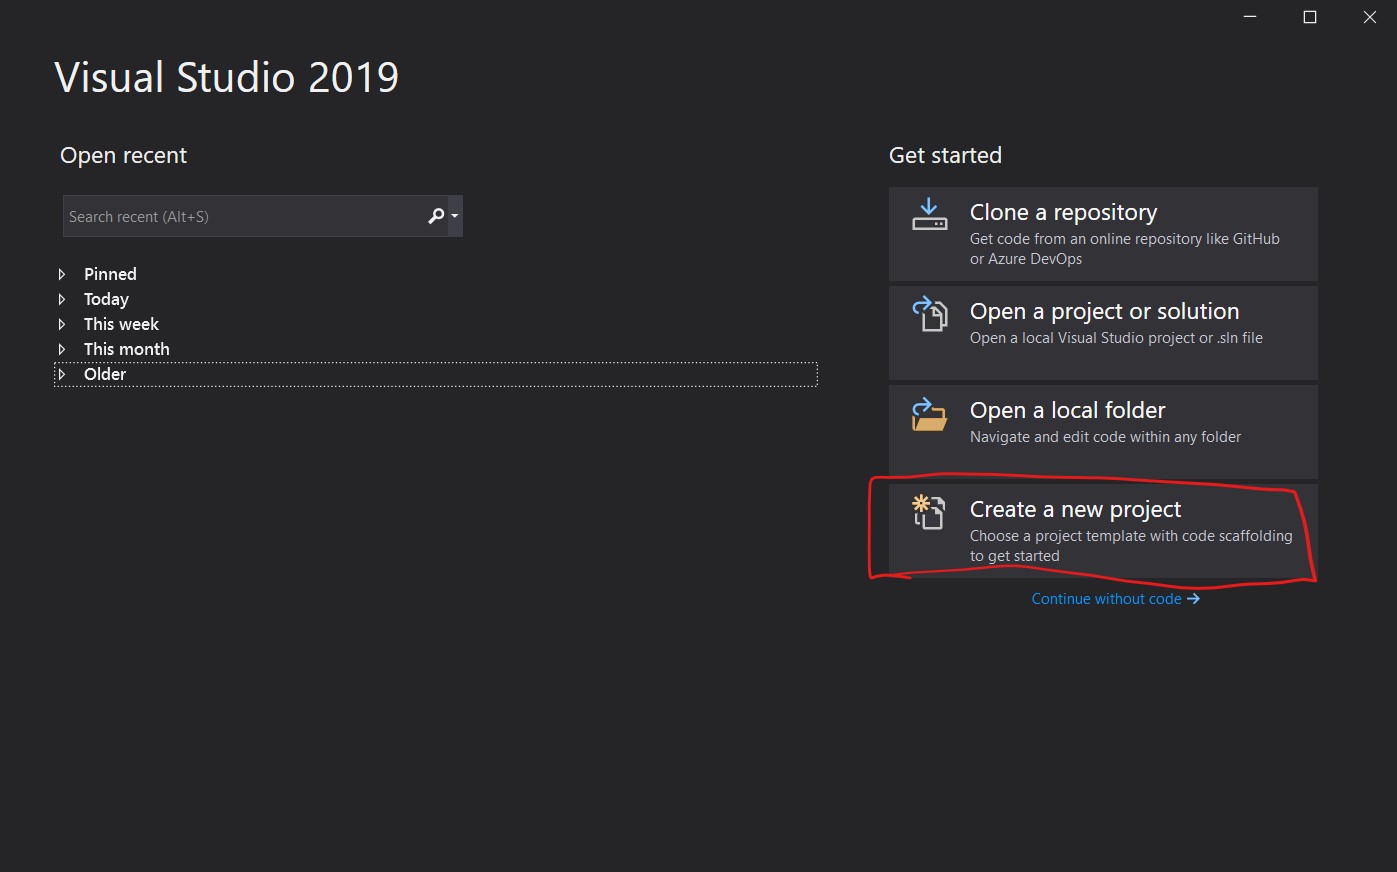 Visual Studio 2019
Open recent
Search recent (Alt+S)
Pinned
Today
This week
This month
Older
Get started
Clone a repository
Get code from an online repository like GitHub
or Azure DevOps
Open a project or solution
Open a local Visual Studio project or .sln file
Open a local folder
Navigate and edit code within any folder
Create a new project
Choose a project template with code scaffolding
to get started
Continue without code →